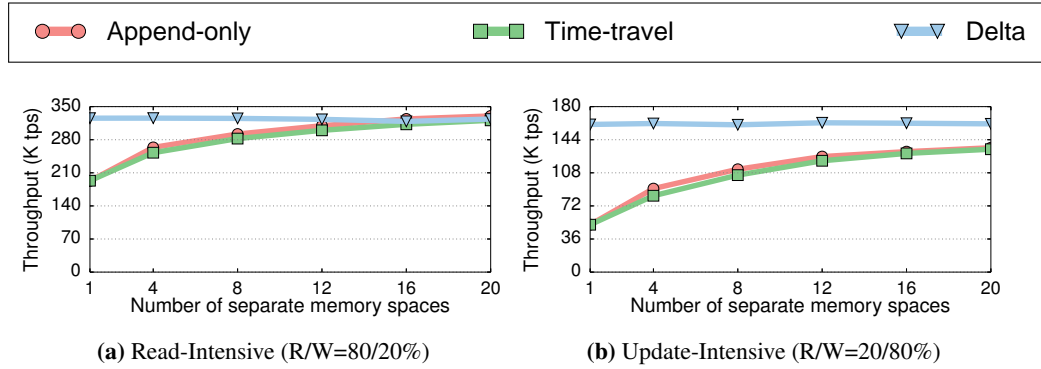 Append-only Time-travel Delta
Throughput (K tps)
350
280
210
140
70
0
1 4 8 12 16 20
Number of separate memory spaces
(a) Read-Intensive (R/W=80/20%)
Throughput (K tps)
180
144
108
72
36
0
1 4 8 12 16 20
Number of separate memory spaces
(b) Update-Intensive (R/W=20/80%)